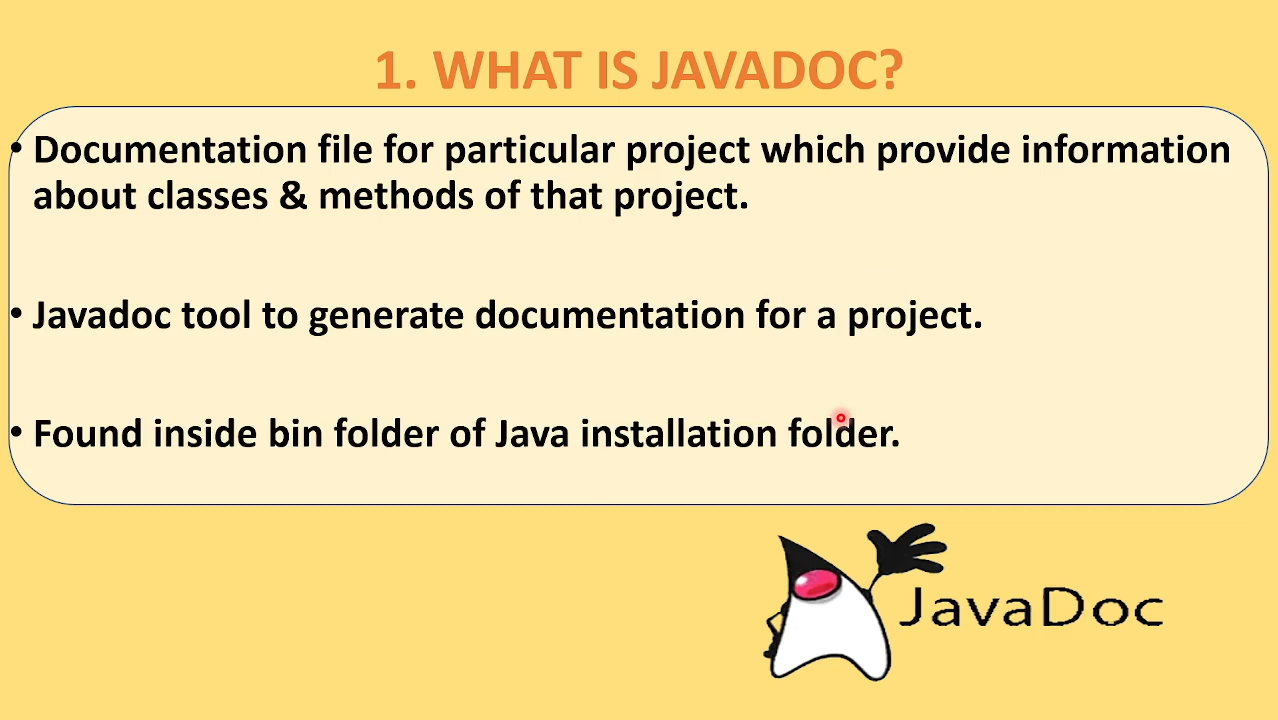 1. WHAT IS JAVADOC?
• Documentation file for particular project which provide information
about classes & methods of that project.
• Javadoc tool to generate documentation for a project.
• Found inside bin folder of Java installation folder.
JavaDoc